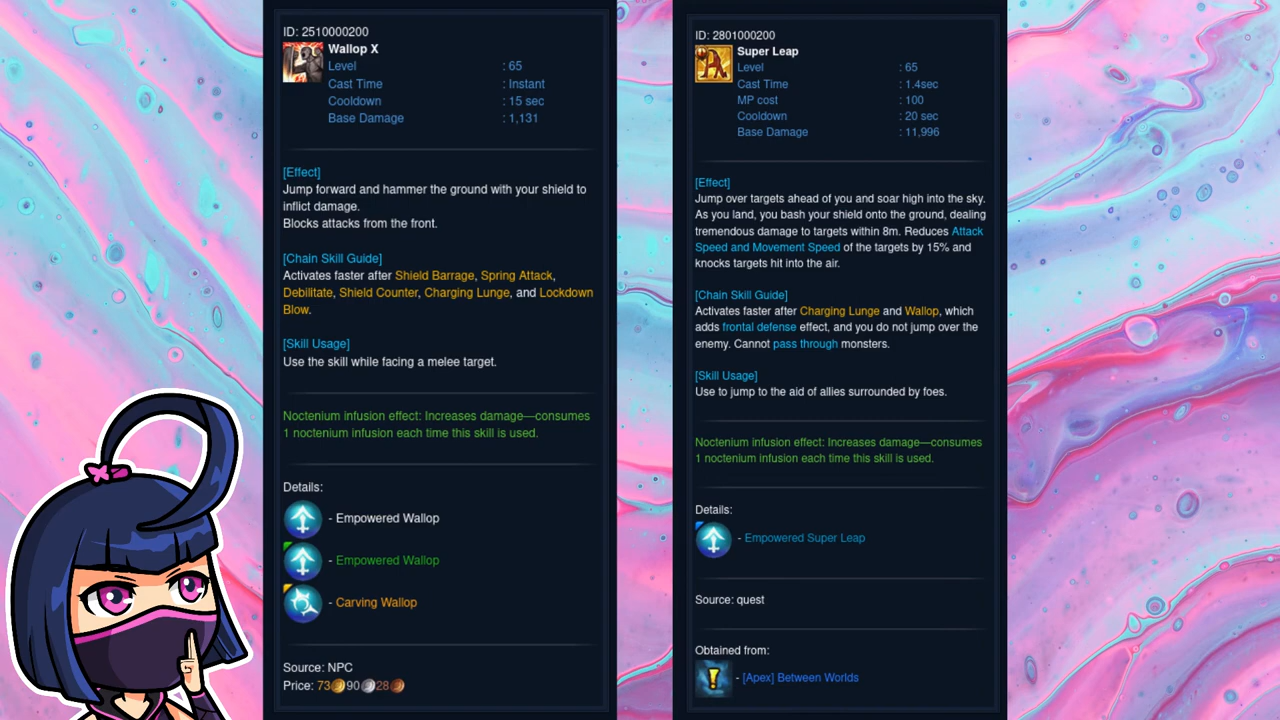 ID: 2510000200
Wallop X
Level : 65
Cast Time : Instant
Cooldown : 15 sec
Base Damage : 1,131
[Effect]
Jump forward and hammer the ground with your shield to
inflict damage.
Blocks attacks from the front.
[Chain Skill Guide]
Activates faster after Shield Barrage, Spring Attack,
Debilitate, Shield Counter, Charging Lunge, and Lockdown
Blow.
[Skill Usage]
Use the skill while facing a melee target.
Noctenium infusion effect: Increases damage—consumes
1 noctenium infusion each time this skill is used.
Details:
- Empowered Wallop
- Empowered Wallop
- Carving Wallop
Source: NPC
Price: 73 90 28
ID: 2801000200
Super Leap
Level : 65
Cast Time : 1.4sec
MP cost : 100
Cooldown : 20 sec
Base Damage : 11,996
[Effect]
Jump over targets ahead of you and soar high into the sky.
As you land, you bash your shield onto the ground, dealing
tremendous damage to targets within 8m. Reduces Attack
Speed and Movement Speed of the targets by 15% and
knocks targets hit into the air.
[Chain Skill Guide]
Activates faster after Charging Lunge and Wallop, which
adds frontal defense effect, and you do not jump over the
enemy. Cannot pass through monsters.
[Skill Usage]
Use to jump to the aid of allies surrounded by foes.
Noctenium infusion effect: Increases damage—consumes
1 noctenium infusion each time this skill is used.
Details:
- Empowered Super Leap
Source: quest
Obtained from:
- [Apex] Between Worlds